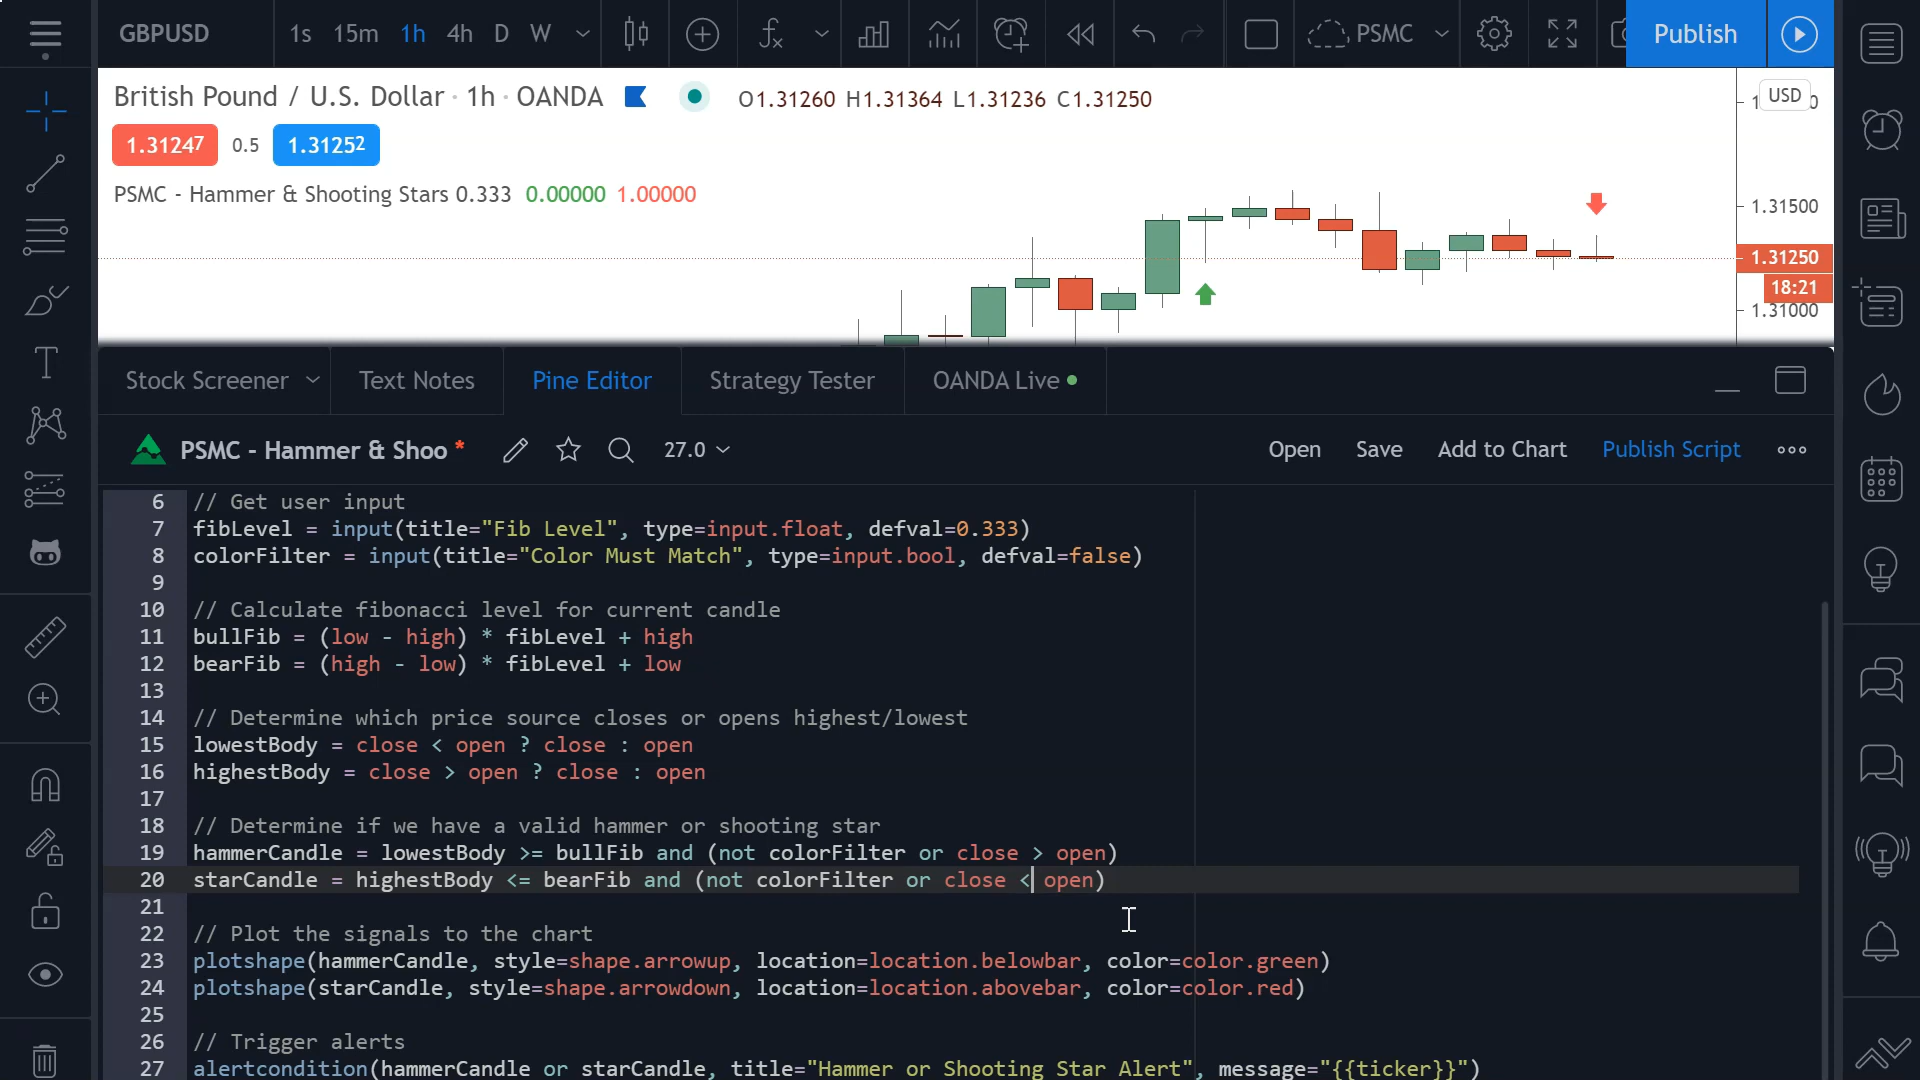 GBPUSD 1s 15m 1h 4h D W PSMC Publish
British Pound / U.S. Dollar · 1h · OANDA O1.31260 H1.31364 L1.31236 C1.31250 USD
1.31247 0.5 1.31252
PSMC - Hammer & Shooting Stars 0.333 0.00000 1.00000
1.31500
1.31250
18:21
1.31000
Stock Screener Text Notes Pine Editor Strategy Tester OANDA Live
PSMC - Hammer & Shoo * 27.0 Open Save Add to Chart Publish Script
6 // Get user input
7 fibLevel = input(title="Fib Level", type=input.float, defval=0.333)
8 colorFilter = input(title="Color Must Match", type=input.bool, defval=false)
9
10 // Calculate fibonacci level for current candle
11 bullFib = (low - high) * fibLevel + high
12 bearFib = (high - low) * fibLevel + low
13
14 // Determine which price source closes or opens highest/lowest
15 lowestBody = close < open ? close : open
16 highestBody = close > open ? close : open
17
18 // Determine if we have a valid hammer or shooting star
19 hammerCandle = lowestBody >= bullFib and (not colorFilter or close > open)
20 starCandle = highestBody <= bearFib and (not colorFilter or close < open)
21
22 // Plot the signals to the chart
23 plotshape(hammerCandle, style=shape.arrowup, location=location.belowbar, color=color.green)
24 plotshape(starCandle, style=shape.arrowdown, location=location.abovebar, color=color.red)
25
26 // Trigger alerts
27 alertcondition(hammerCandle or starCandle, title="Hammer or Shooting Star Alert", message="{{ticker}}")